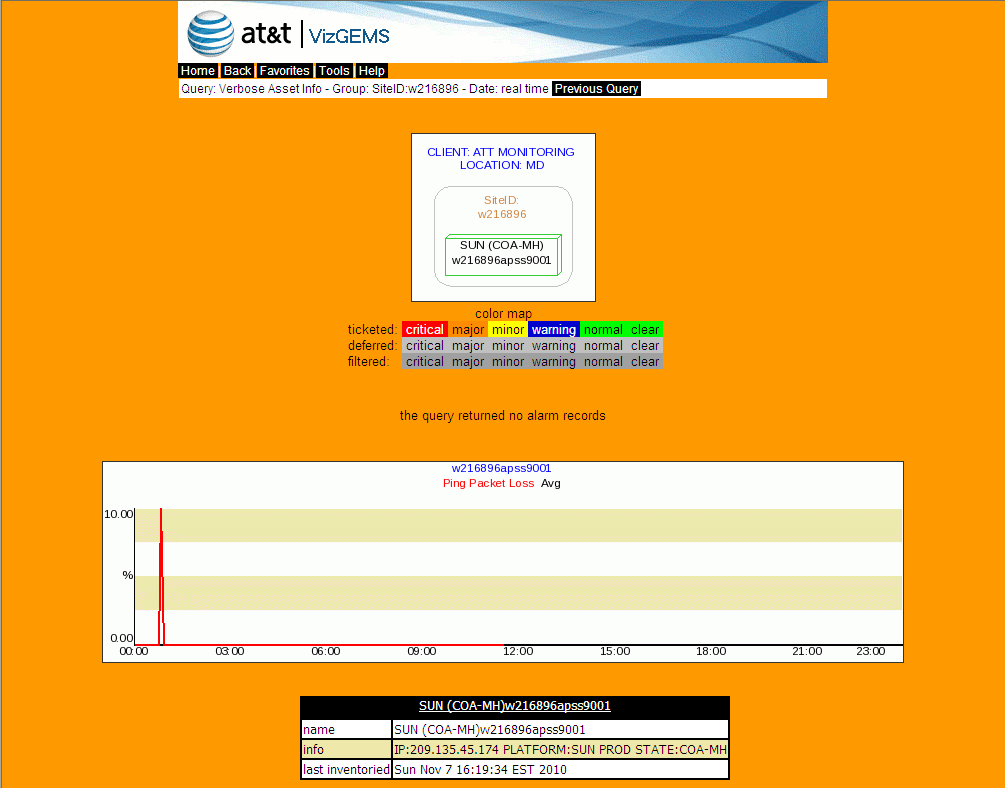 at&t VizGEMS
Home Back Favorites Tools Help
Query: Verbose Asset Info - Group: SiteID:w216896 - Date: real time Previous Query
CLIENT: ATT MONITORING
LOCATION: MD
SiteID:
w216896
SUN (COA-MH)
w216896apss9001
color map
ticketed: critical major minor warning normal clear
deferred: critical major minor warning normal clear
filtered: critical major minor warning normal clear
the query returned no alarm records
w216896apss9001
Ping Packet Loss Avg
10.00
%
0.00
00:00 03:00 06:00 09:00 12:00 15:00 18:00 21:00 23:00
SUN (COA-MH)w216896apss9001
name SUN (COA-MH)w216896apss9001
info IP:209.135.45.174 PLATFORM:SUN PROD STATE:COA-MH
last inventoried Sun Nov 7 16:19:34 EST 2010